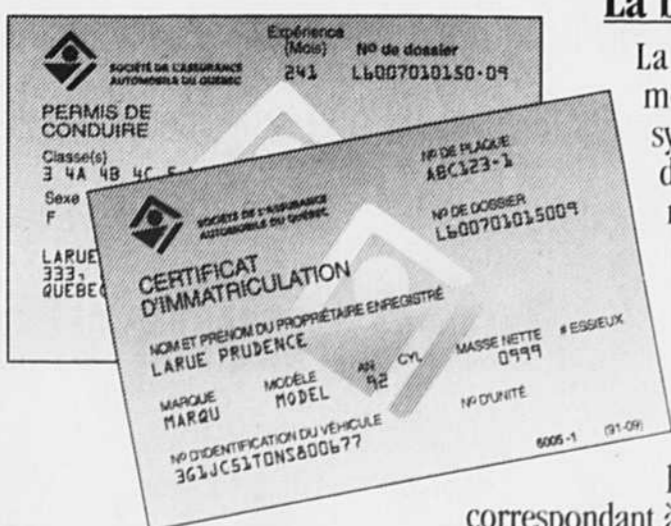 SOCIÉTÉ DE L'ASSURANCE
AUTOMOBILE DU QUÉBEC
Expérience
(Mois)
241
Nº de dossier
L6007010150-09
PERMIS DE
CONDUIRE
Classe(s)
3 4A 4B 4C
Sexe
F
LARUE
333,
QUEBEC
SOCIÉTÉ DE L'ASSURANCE
AUTOMOBILE DU QUÉBEC
Nº DE PLAQUE
ABC123-1
Nº DE DOSSIER
L600701015009
CERTIFICAT
D'IMMATRICULATION
NOM ET PRÉNOM DU PROPRIÉTAIRE ENREGISTRÉ
LARUE PRUDENCE
MARQUE MODÈLE AN CYL MASSE NETTE # ESSIEUX
MARQU MODEL 92 0999
Nº D'IDENTIFICATION DU VÉHICULE Nº D'UNITÉ
3G1JC51TONS800677
6005-1 (91-09)
La
La
correspondant à